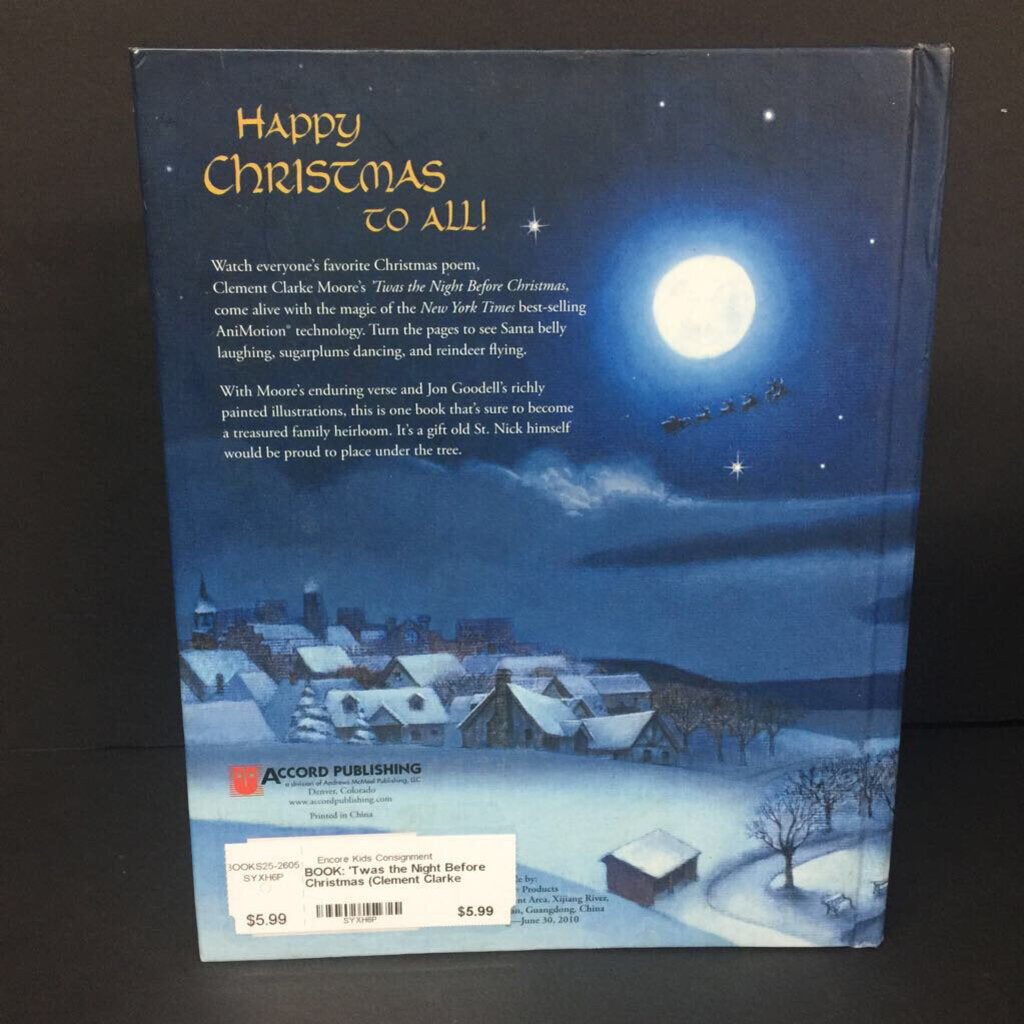 HAPPY
CHRISTMAS
TO ALL!
Watch everyone's favorite Christmas poem,
Clement Clarke Moore's 'Twas the Night Before Christmas,
come alive with the magic of the New York Times best-selling
AniMotion® technology. Turn the pages to see Santa belly
laughing, sugarplums dancing, and reindeer flying.
With Moore's enduring verse and Jon Goodell's richly
painted illustrations, this is one book that's sure to become
a treasured family heirloom. It's a gift old St. Nick himself
would be proud to place under the tree.
ACCORD PUBLISHING
a division of Andrews McMeel Publishing, LLC
Denver, Colorado
www.accordpublishing.com
Printed in China
BOOKS25-2605
SYXH6P
$5.99
Encore Kids Consignment
BOOK: 'Twas the Night Before
Christmas (Clement Clarke
SYXH6P
$5.99
by:
Products
Area, Xijiang River,
Guangdong, China
—June 30, 2010